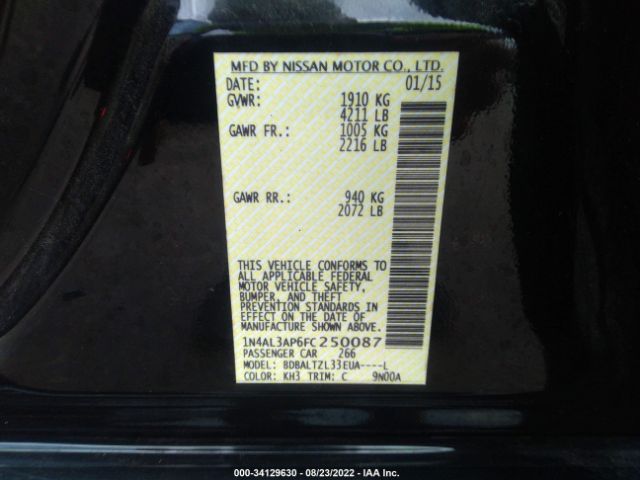 MFD BY NISSAN MOTOR CO., LTD.
DATE: 01/15
GVWR: 1910 KG
4211 LB
GAWR FR.: 1005 KG
2216 LB
GAWR RR.: 940 KG
2072 LB
THIS VEHICLE CONFORMS TO
ALL APPLICABLE FEDERAL
MOTOR VEHICLE SAFETY,
BUMPER, AND THEFT
PREVENTION STANDARDS IN
EFFECT ON THE DATE OF
MANUFACTURE SHOWN ABOVE.
1N4AL3AP6FC250087
PASSENGER CAR 266
MODEL: BDBALTZL33EUA----L
COLOR: KH3 TRIM: C 9N00A
000-34129630 - 08/23/2022 - IAA Inc.